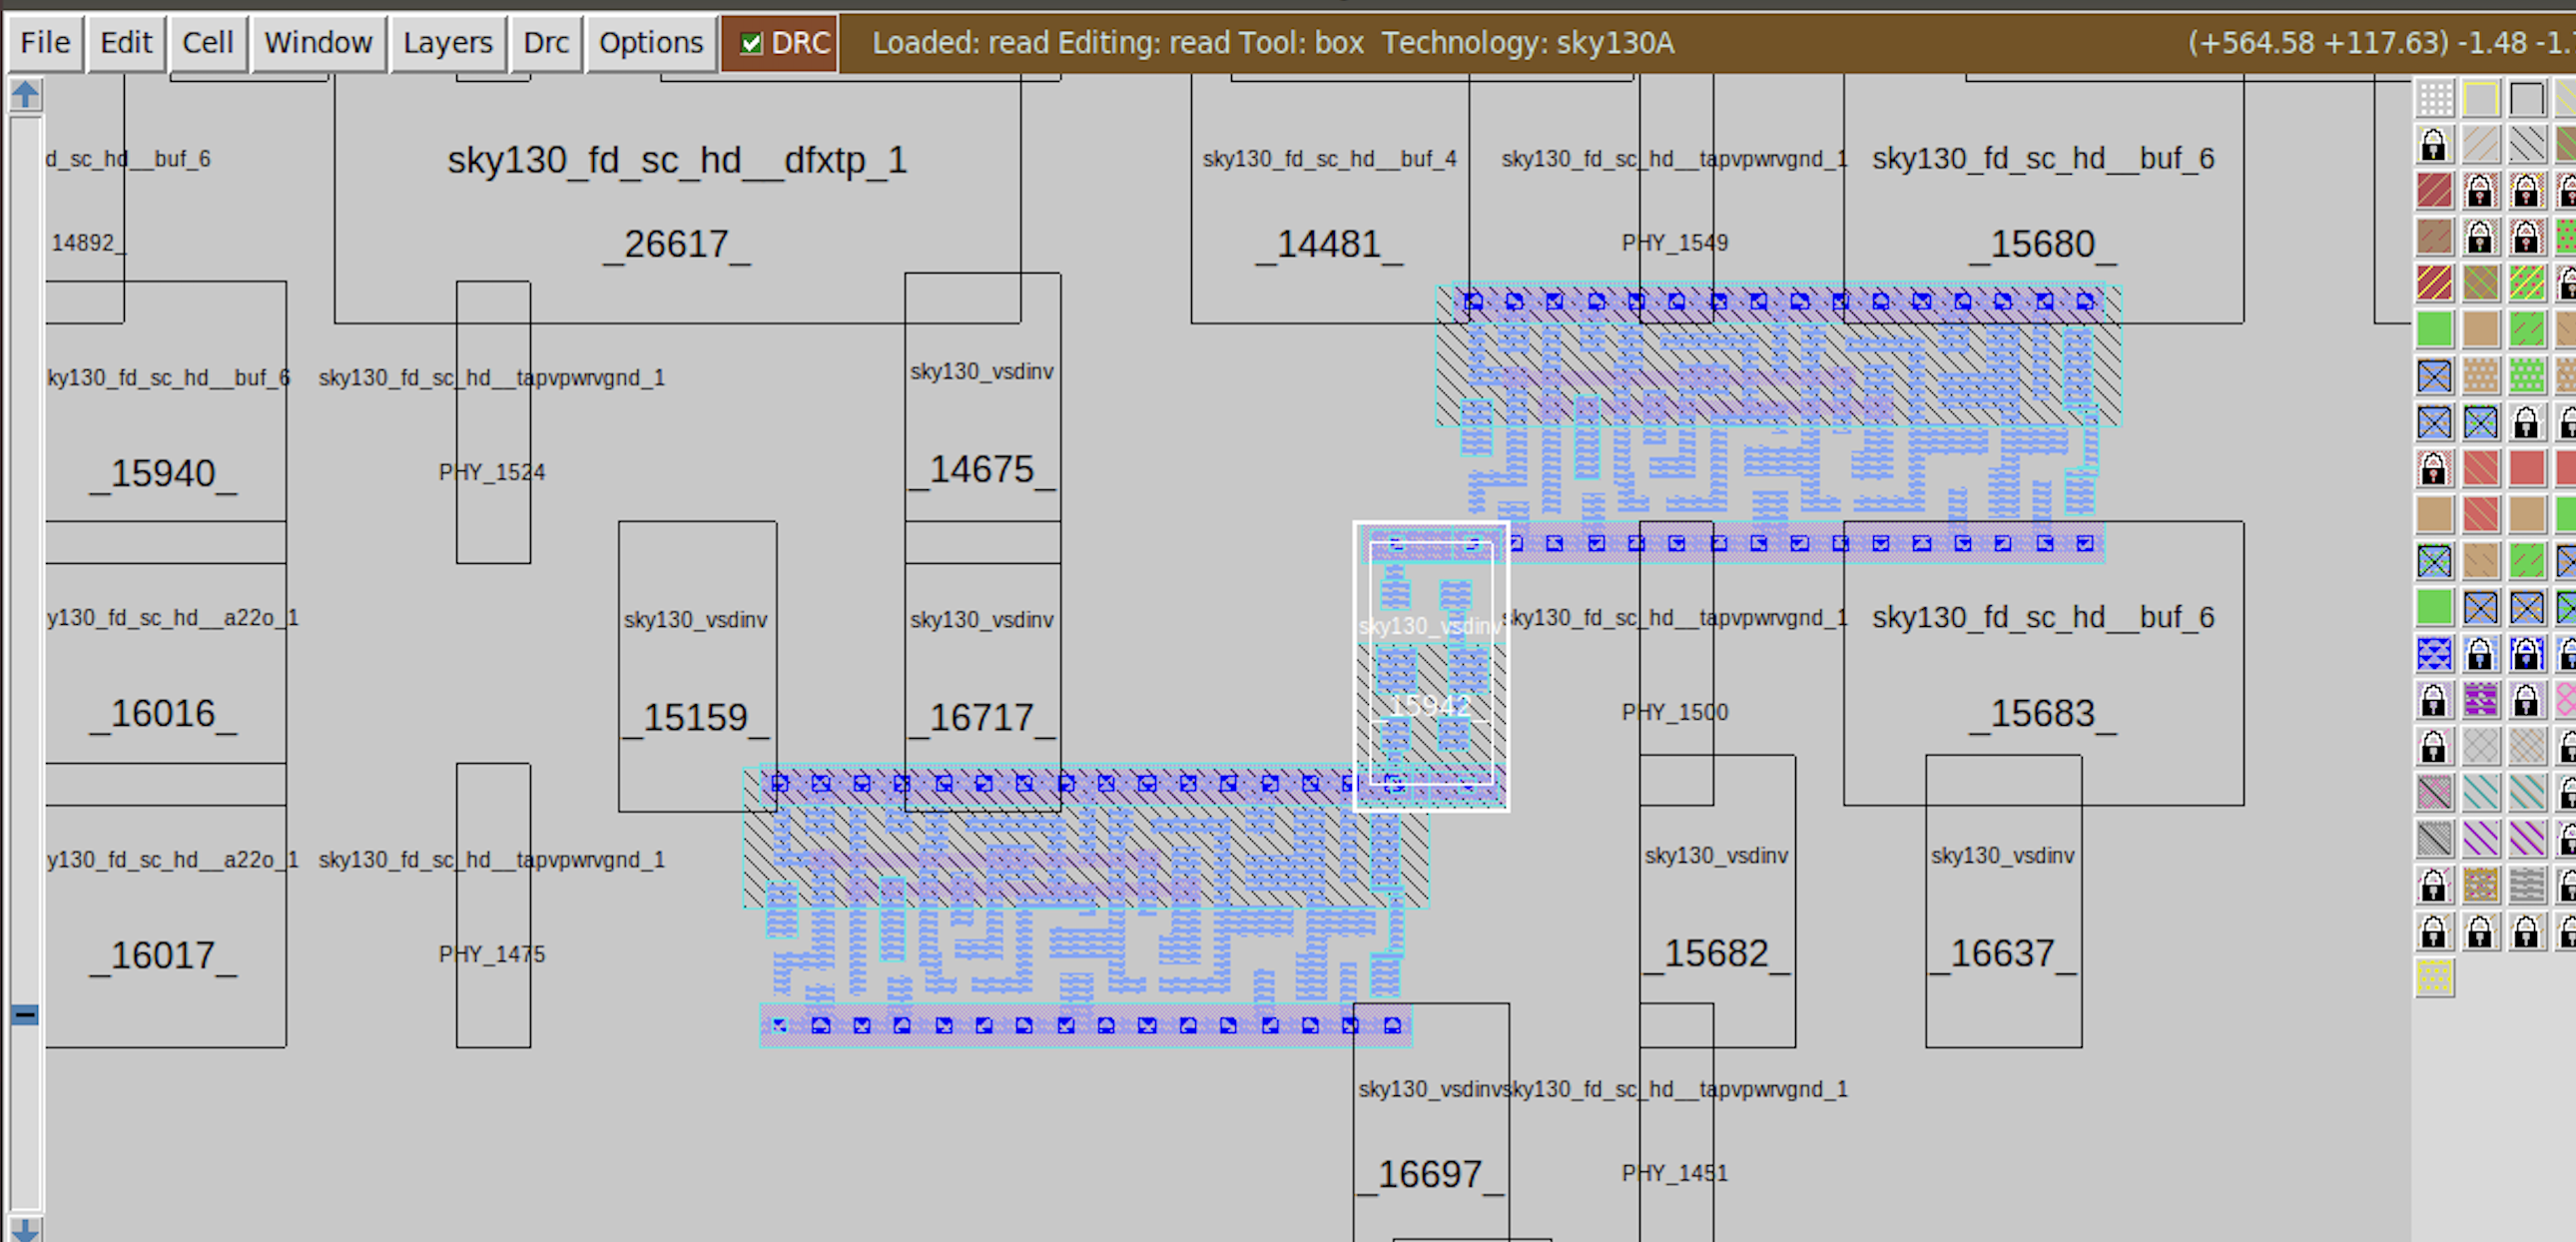 File Edit Cell Window Layers Drc Options DRC Loaded: read Editing: read Tool: box Technology: sky130A (+564.58 +117.63) -1.48 -1.
d_sc_hd__buf_6 sky130_fd_sc_hd__dfxtp_1 sky130_fd_sc_hd__buf_4 sky130_fd_sc_hd__tapvpwrvgnd_1 sky130_fd_sc_hd__buf_6
14892_ _26617_ _14481_ PHY_1549 _15680_
ky130_fd_sc_hd__buf_6 sky130_fd_sc_hd__tapvpwrvgnd_1 sky130_vsdinv
_15940_ PHY_1524 _14675_
y130_fd_sc_hd__a22o_1 sky130_vsdinv sky130_vsdinv sky130_vsdinv sky130_fd_sc_hd__tapvpwrvgnd_1 sky130_fd_sc_hd__buf_6
_16016_ _15159_ _16717_ _15942_ PHY_1500 _15683_
y130_fd_sc_hd__a22o_1 sky130_fd_sc_hd__tapvpwrvgnd_1 sky130_vsdinv sky130_vsdinv
_16017_ PHY_1475 _15682_ _16637_
sky130_vsdinv sky130_fd_sc_hd__tapvpwrvgnd_1
_16697_ PHY_1451